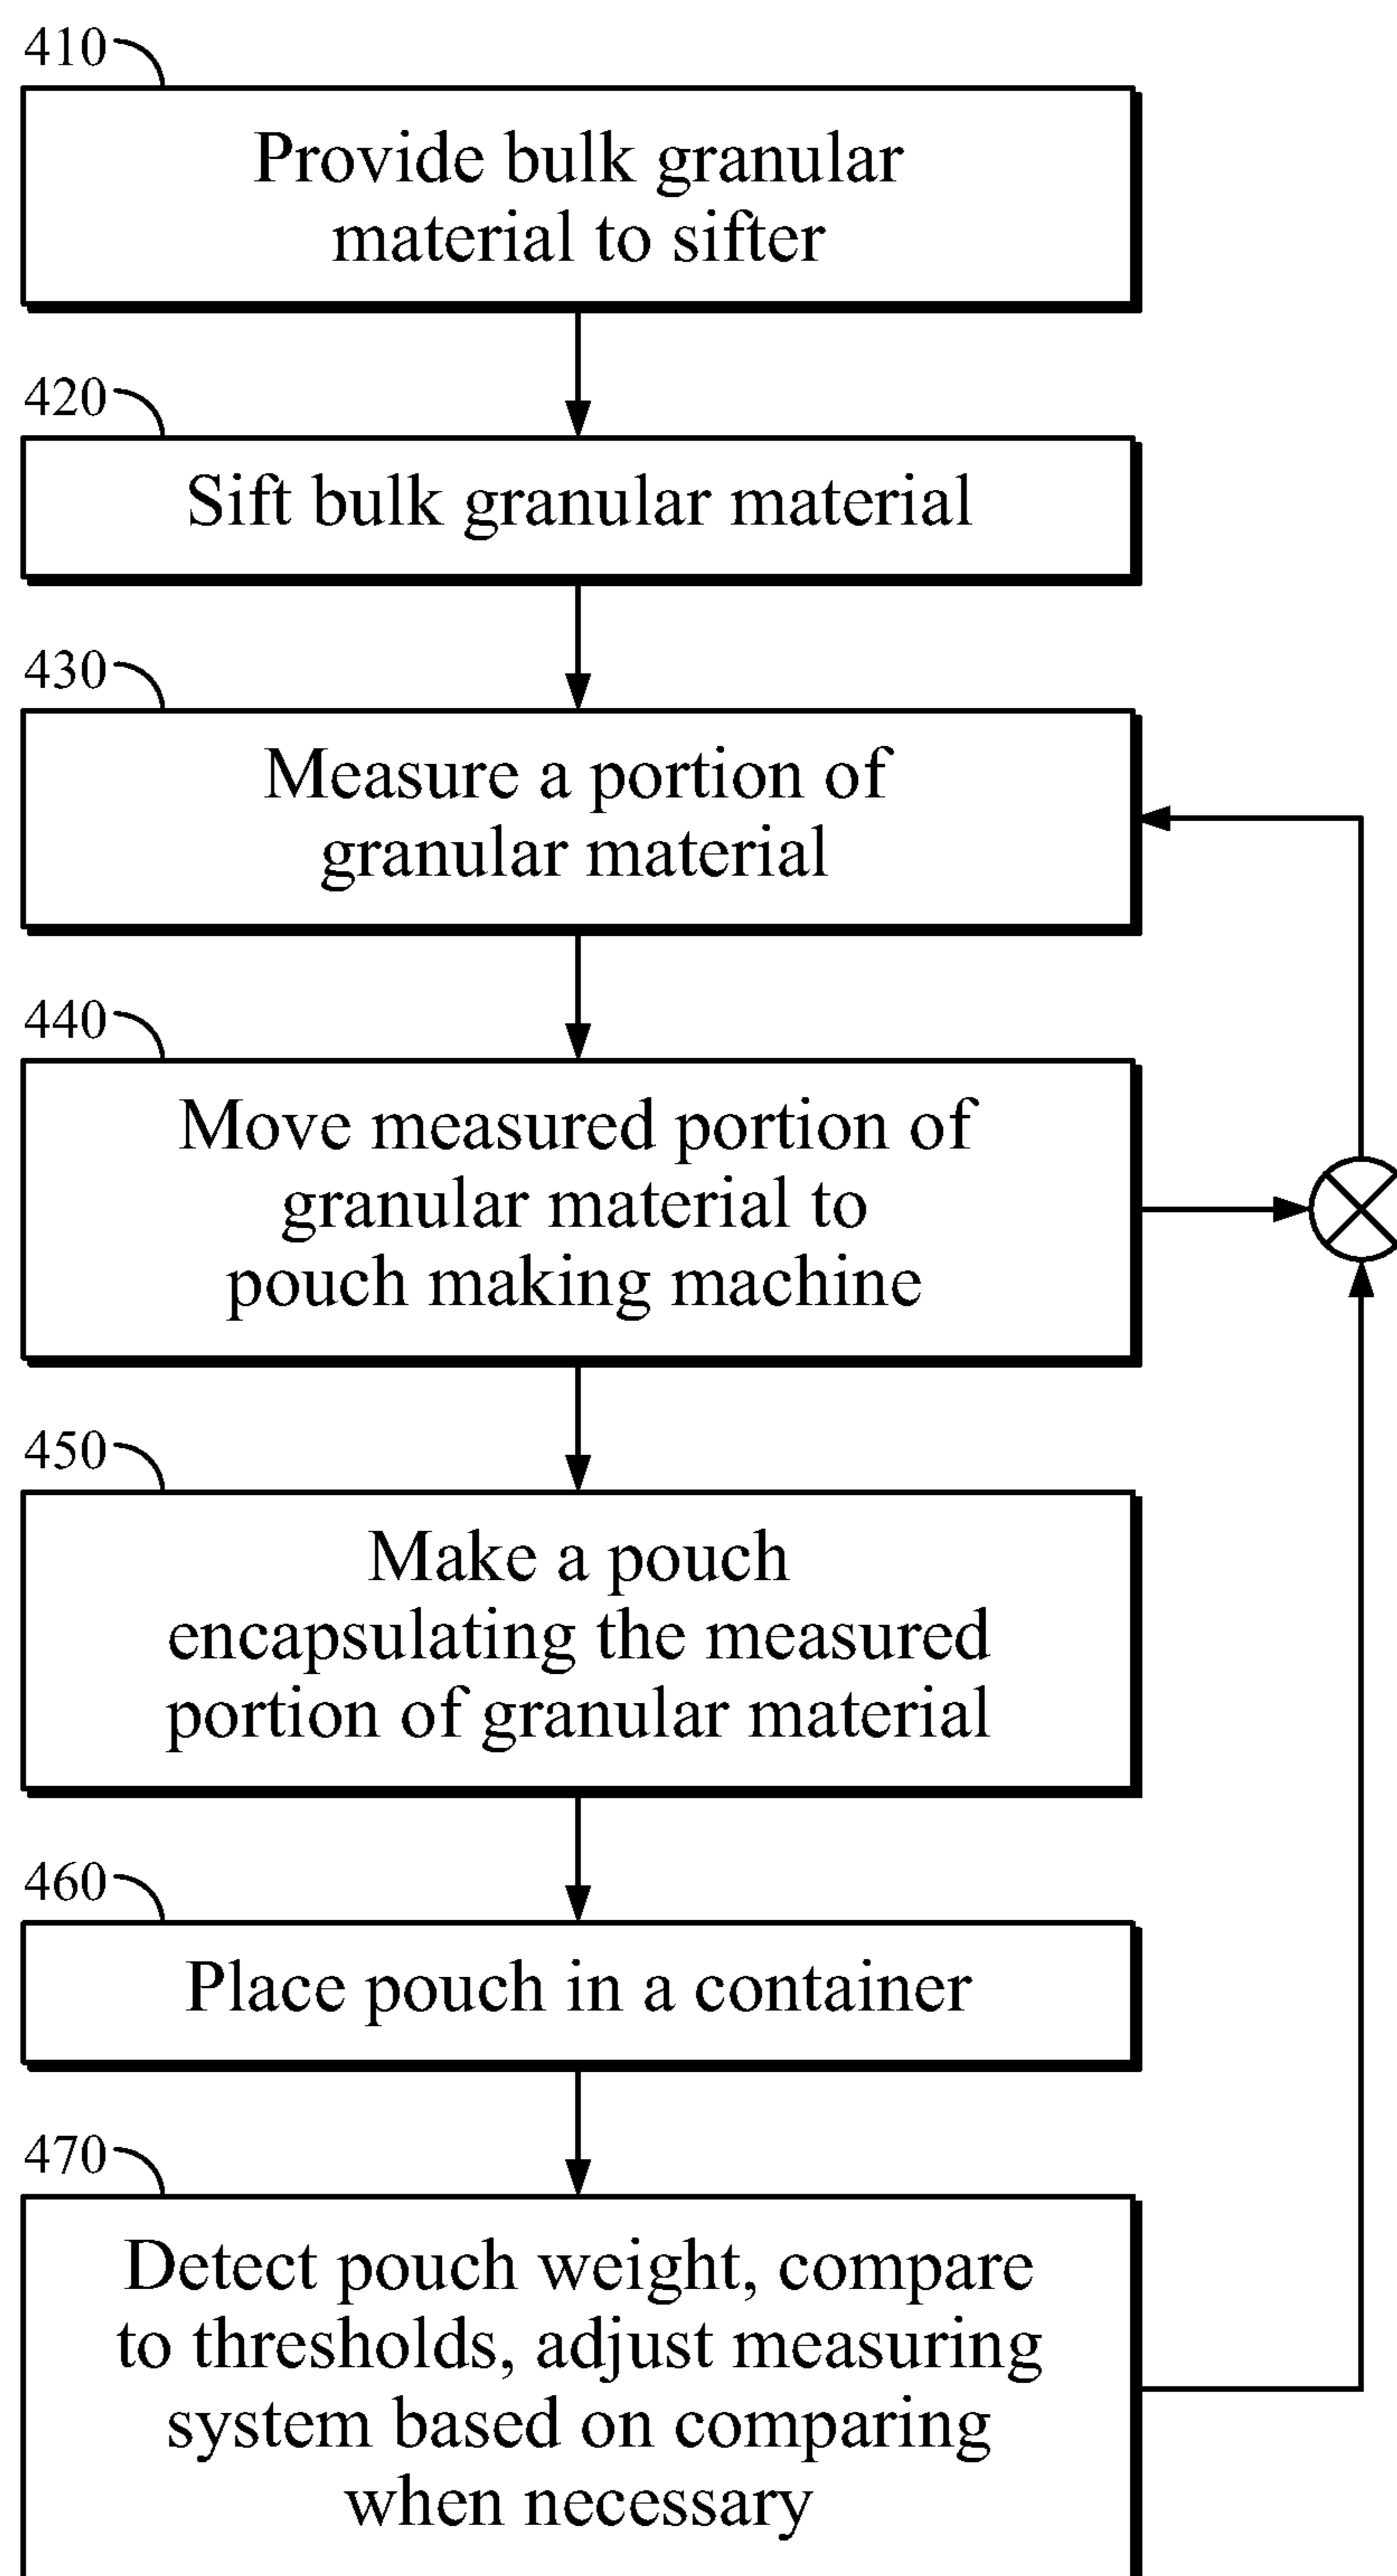 410
Provide bulk granular
material to sifter
420
Sift bulk granular material
430
Measure a portion of
granular material
440
Move measured portion of
granular material to
pouch making machine
450
Make a pouch
encapsulating the measured
portion of granular material
460
Place pouch in a container
470
Detect pouch weight, compare
to thresholds, adjust measuring
system based on comparing
when necessary